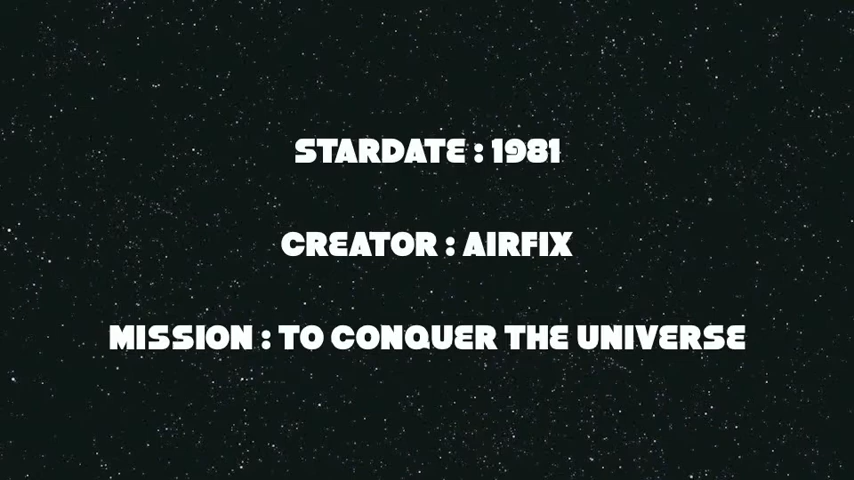 STARDATE : 1981
CREATOR : AIRFIX
MISSION : TO CONQUER THE UNIVERSE